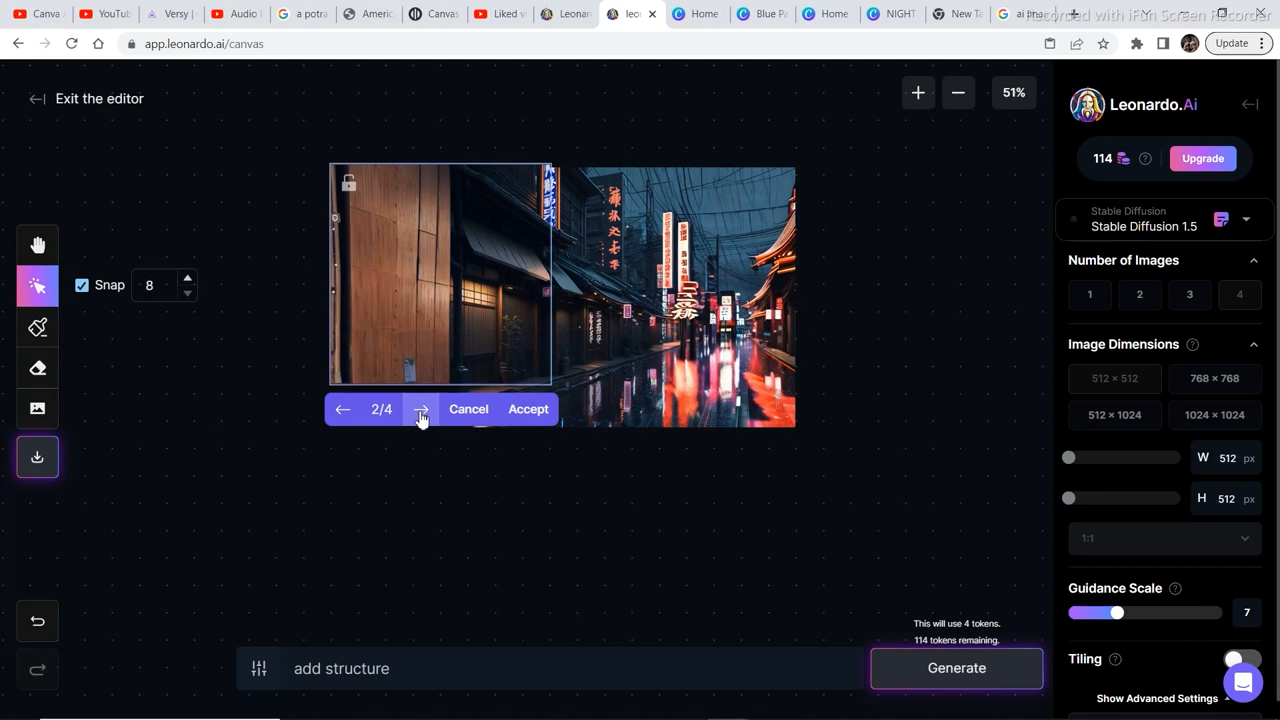 Canva
YouTub
Versy
Audio
a potra
Americ
Canvas
Liked v
Leonar
leo
Home
Blue Pa
Home
NIGHT
New Ta
Recorded with iFun Screen Recorder
app.leonardo.ai/canvas
Update
Exit the editor
51%
Leonardo.Ai
114
Upgrade
Stable Diffusion
Stable Diffusion 1.5
Number of Images
1 2 3 4
Snap 8
Image Dimensions
512 × 512 768 × 768
512 × 1024 1024 × 1024
2/4 Cancel Accept
W 512 px
H 512 px
1:1
Guidance Scale
7
This will use 4 tokens.
114 tokens remaining.
add structure
Generate
Tiling
Show Advanced Settings